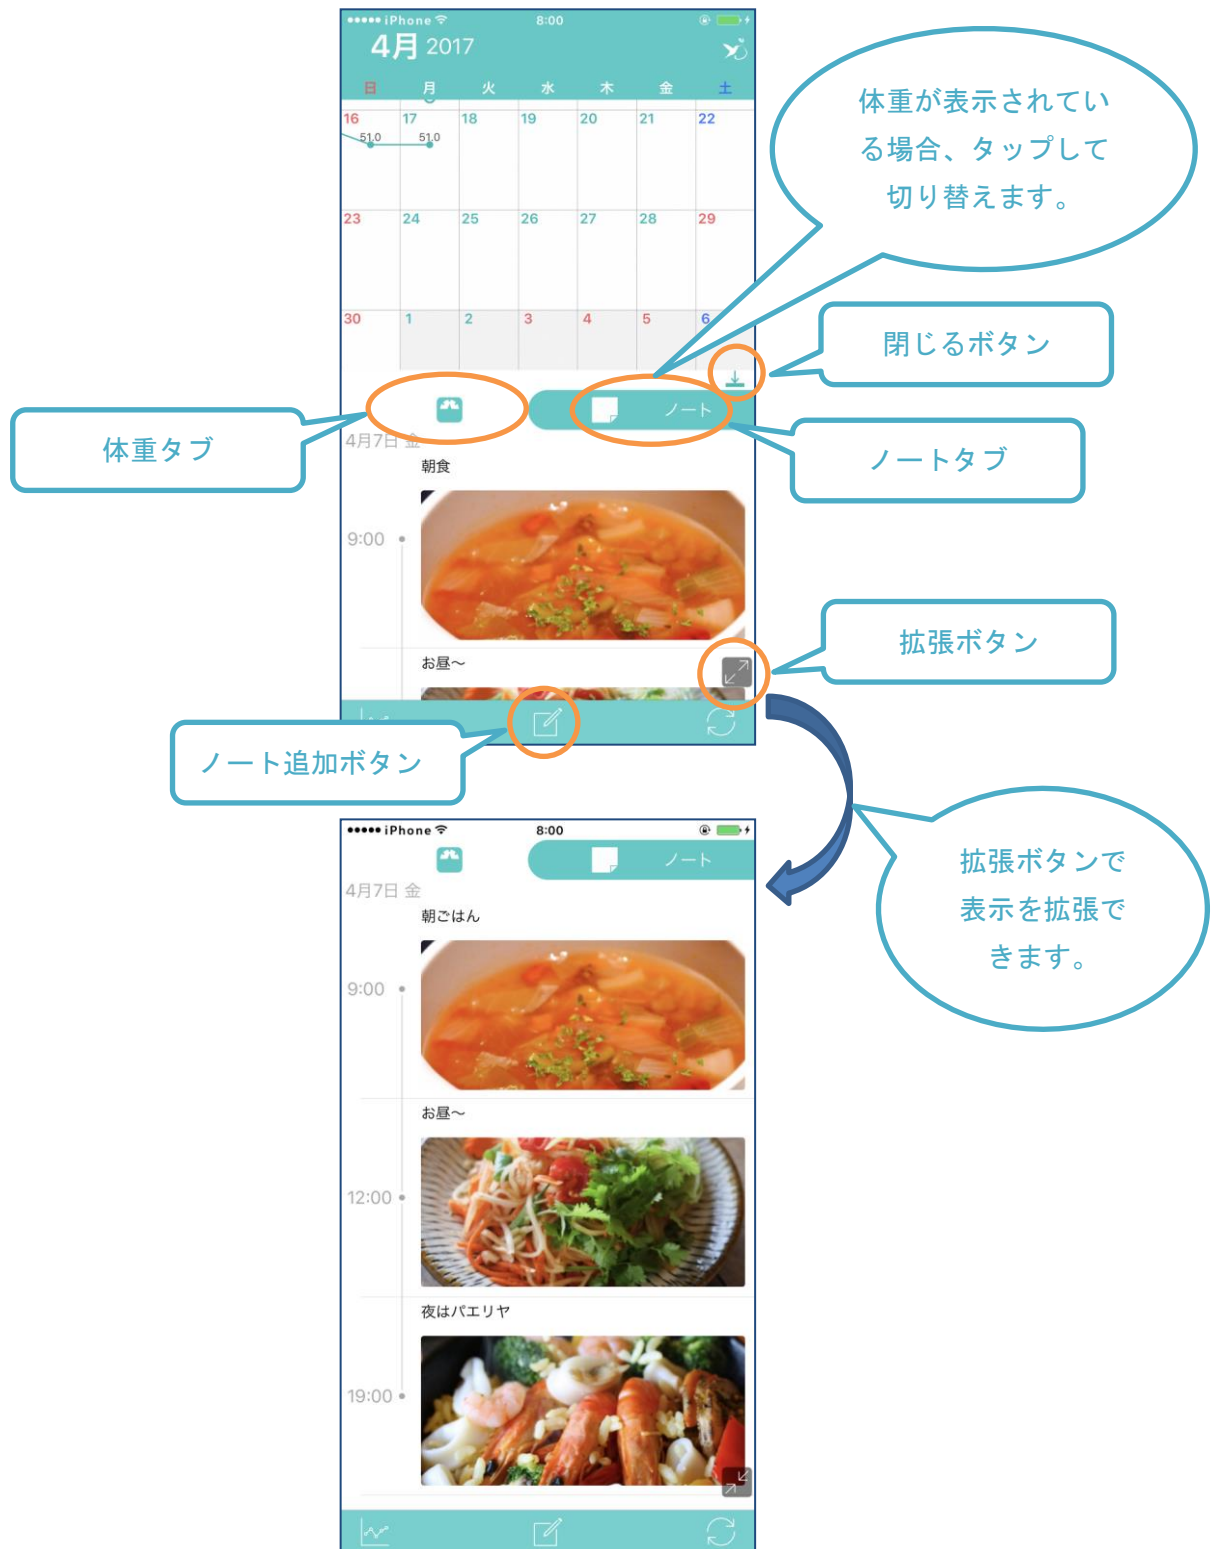 iPhone 8:00
4月 2017
日 月 火 水 木 金 土
16 17 18 19 20 21 22
51.0 51.0
23 24 25 26 27 28 29
30 1 2 3 4 5 6
体重が表示されてい
る場合、タップして
切り替えます。
閉じるボタン
ノート
体重タブ
ノートタブ
4月7日 金
朝食
9:00
拡張ボタン
お昼～
ノート追加ボタン
iPhone 8:00
ノート
4月7日 金
朝ごはん
9:00
拡張ボタンで
表示を拡張で
きます。
お昼～
12:00
夜はパエリヤ
19:00